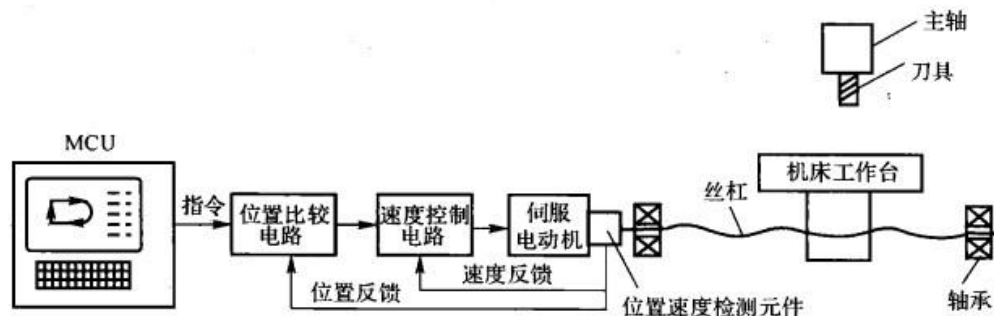 主轴
刀具
MCU
指令
位置比较
电路
速度控制
电路
伺服
电动机
丝杠
机床工作台
速度反馈
位置反馈
位置速度检测元件
轴承